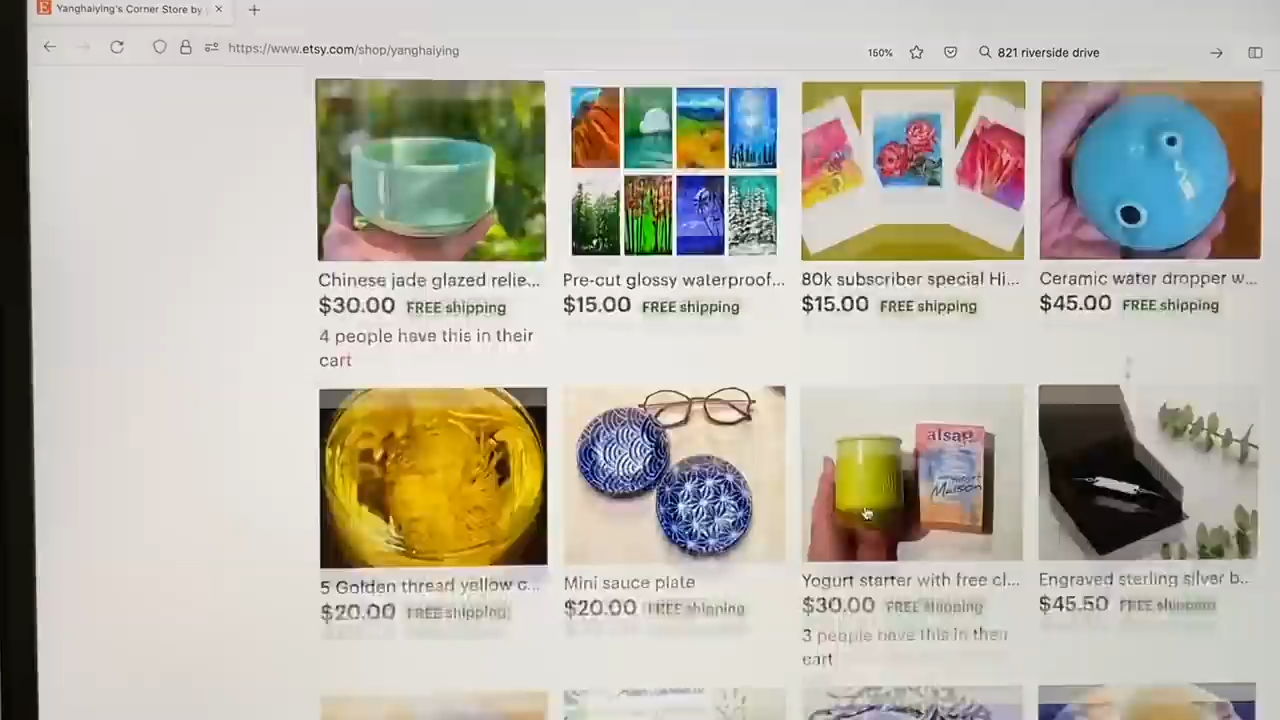 Yanghaiying's Corner Store by
https://www.etsy.com/shop/yanghaiying
160%
821 riverside drive
Chinese jade glazed relie...
$30.00 FREE shipping
4 people have this in their
cart
Pre-cut glossy waterproof...
$15.00 FREE shipping
80k subscriber special Hi...
$15.00 FREE shipping
Ceramic water dropper w...
$45.00 FREE shipping
5 Golden thread yellow c...
$20.00 FREE shipping
Mini sauce plate
$20.00 FREE shipping
alsap
Maison
Yogurt starter with free cl...
$30.00 FREE shipping
3 people have this in their
cart
Engraved sterling silver b...
$45.50 FREE shipping